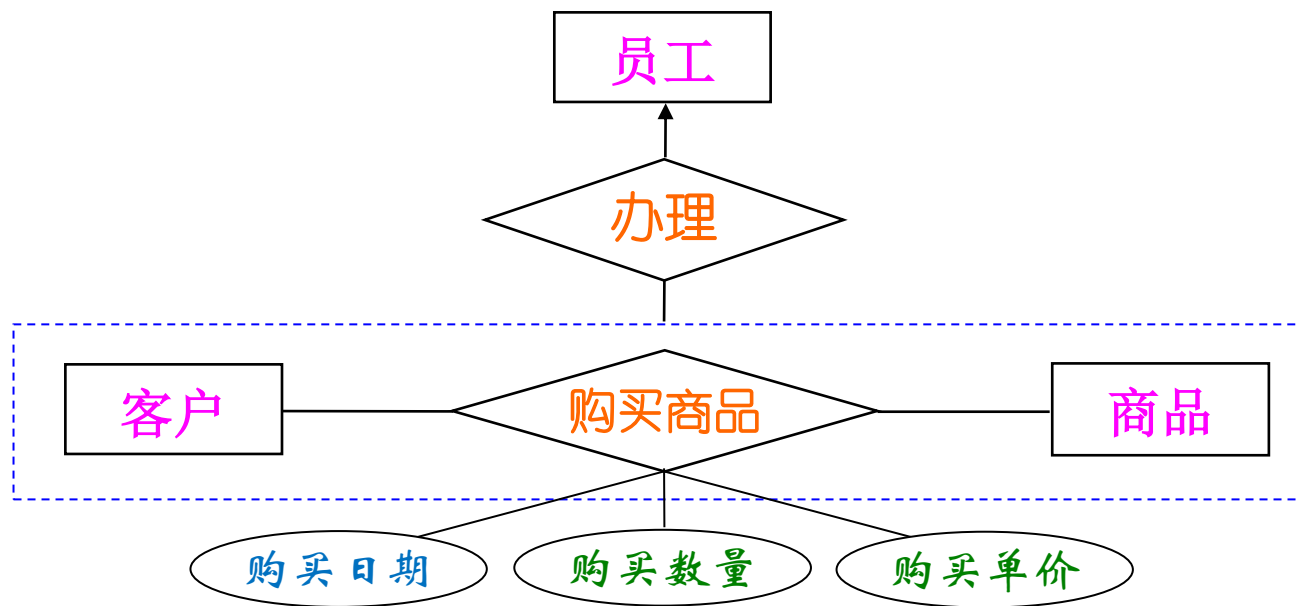 员工
办理
客户
购买商品
商品
购买日期
购买数量
购买单价